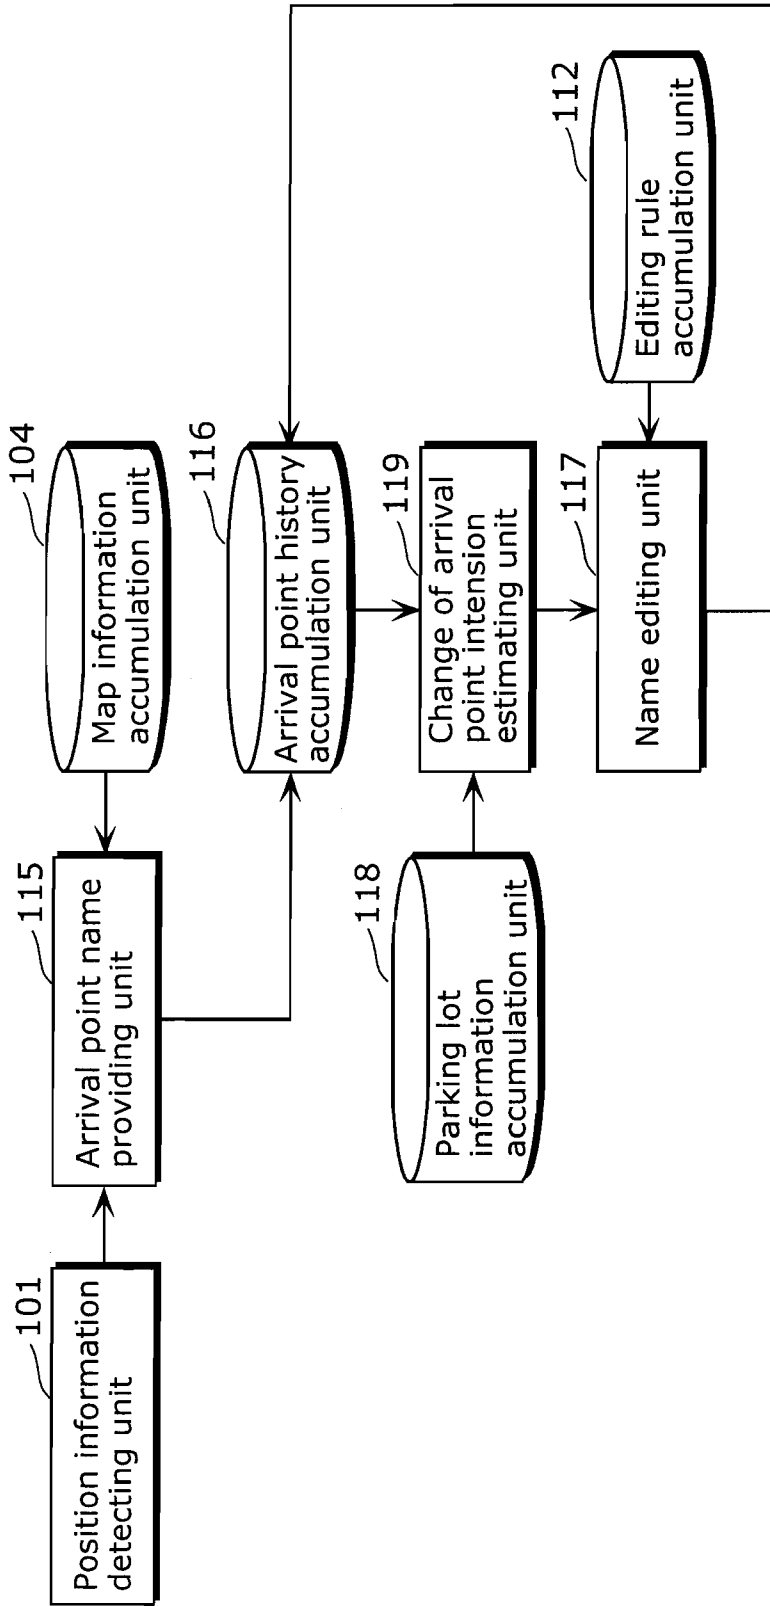 101
Position information
detecting unit
115
Arrival point name
providing unit
104
Map information
accumulation unit
116
Arrival point history
accumulation unit
118
Parking lot
information
accumulation unit
119
Change of arrival
point intension
estimating unit
117
Name editing unit
112
Editing rule
accumulation unit